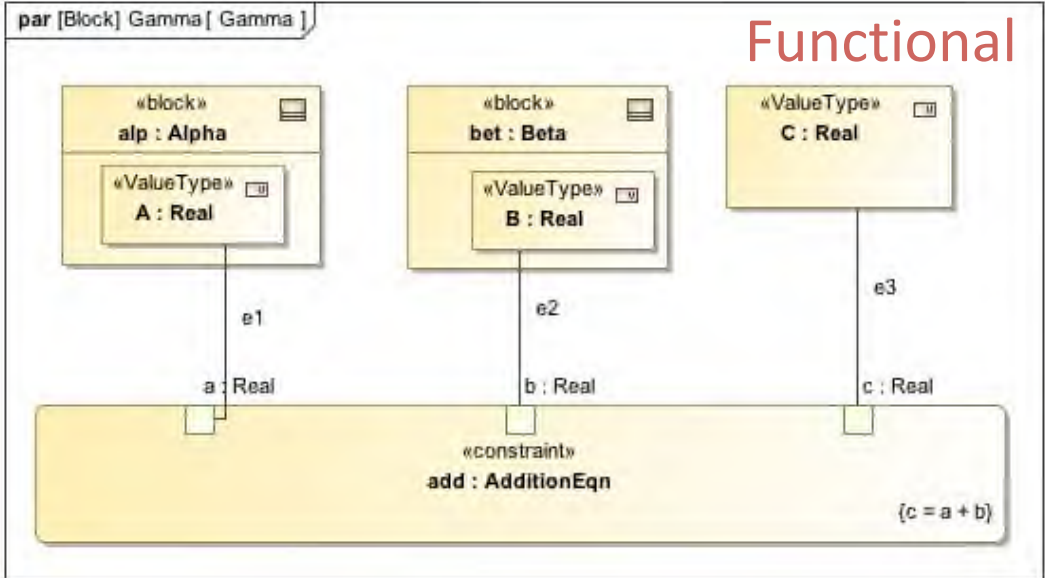 par [Block] Gamma [ Gamma ]
Functional
«block»
alp : Alpha
«ValueType»
A : Real
«block»
bet : Beta
«ValueType»
B : Real
«ValueType»
C : Real
e1
e2
e3
a : Real
b : Real
c : Real
«constraint»
add : AdditionEqn
{c = a + b}